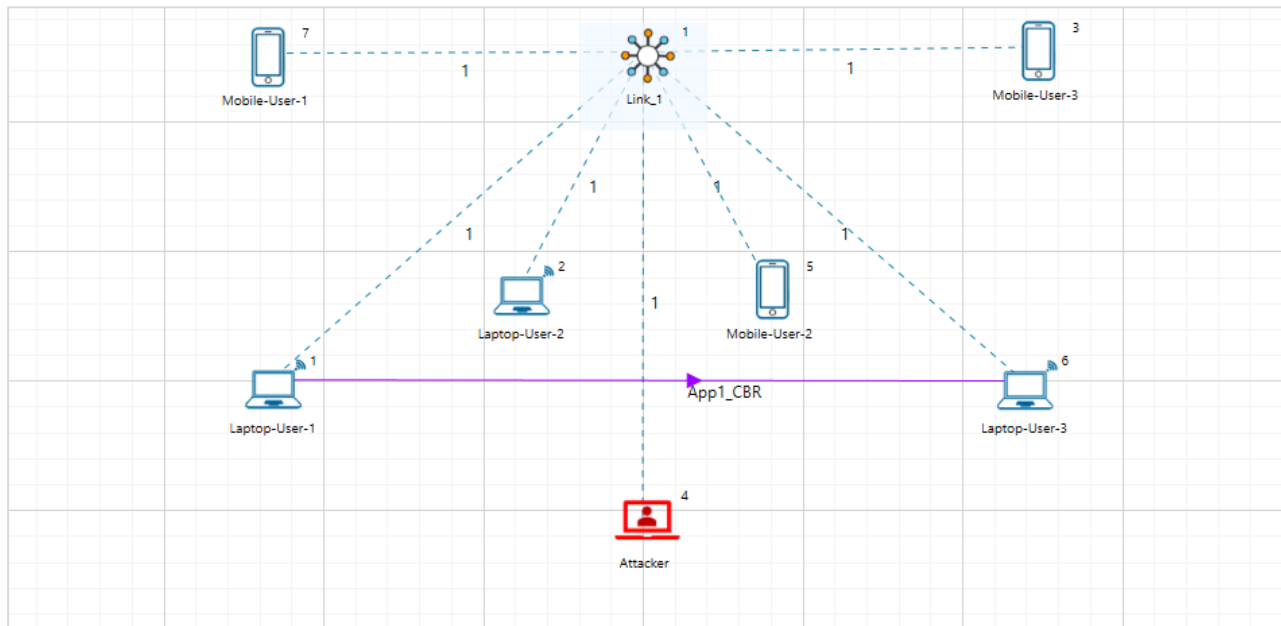 7
1
3
Mobile-User-1
1
Link_1
1
Mobile-User-3
1
1
1
1
2
5
1
Laptop-User-2
Mobile-User-2
1
6
App1_CBR
Laptop-User-1
Laptop-User-3
4
Attacker